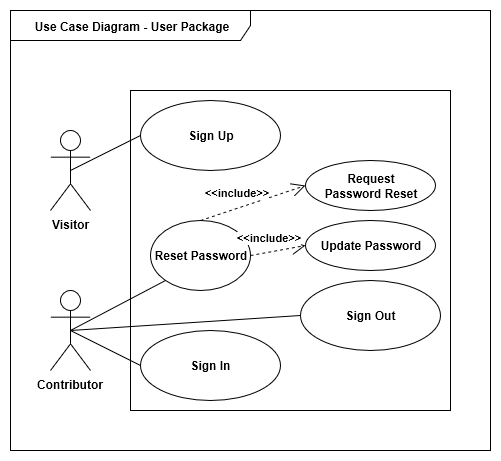 Use Case Diagram - User Package
Sign Up
Visitor
Request
Password Reset
<<include>>
Reset Password
<<include>>
Update Password
Sign Out
Contributor
Sign In